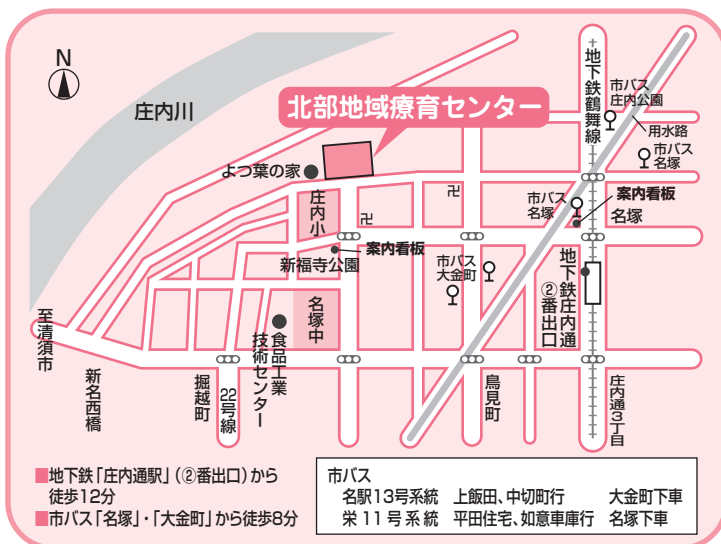 N
庄内川
北部地域療育センター
地下鉄鶴舞線
市バス
庄内公園
用水路
市バス
名塚
よつ葉の家
庄内小
卍
卍
市バス
名塚
案内看板
名塚
案内看板
新福寺公園
市バス
大金町
地下鉄庄内通
②番出口
名塚中
食品工業
技術センター
至清須市
新名西橋
堀越町
22号線
鳥見町
庄内通3丁目
■地下鉄「庄内通駅」(②番出口)から
徒歩12分
■市バス「名塚」・「大金町」から徒歩8分
市バス
名駅13号系統 上飯田、中切町行 大金町下車
栄11号系統 平田住宅、如意車庫行 名塚下車